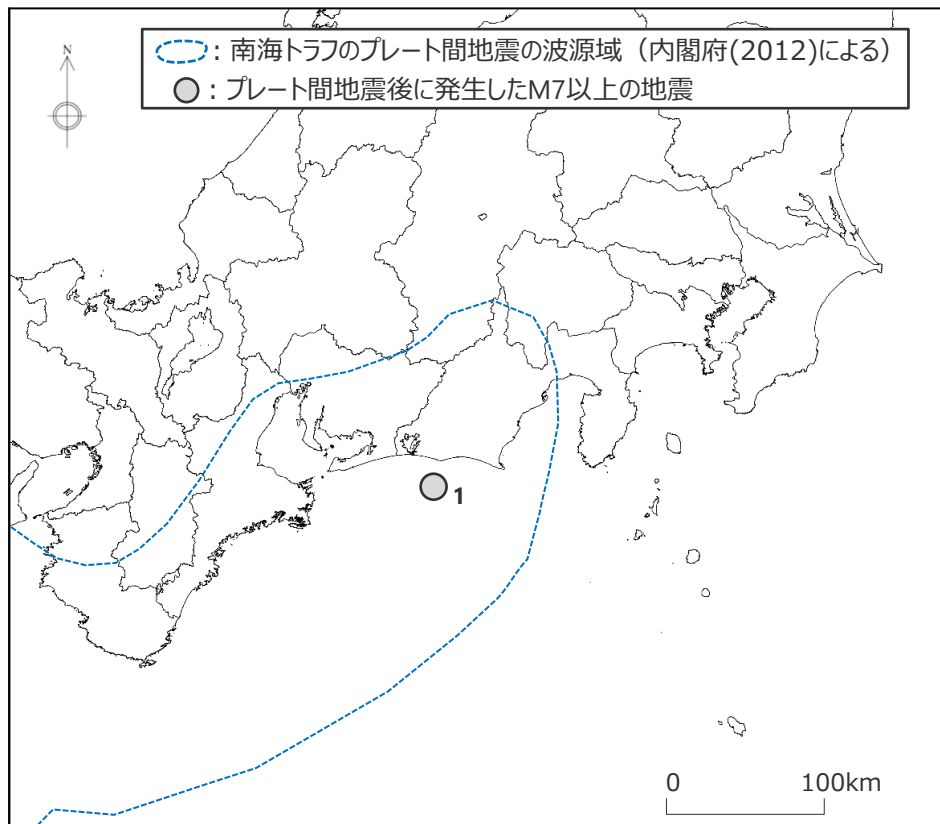 N
：南海トラフのプレート間地震の波源域（内閣府(2012)による）
：プレート間地震後に発生したM7以上の地震
1
0 100km